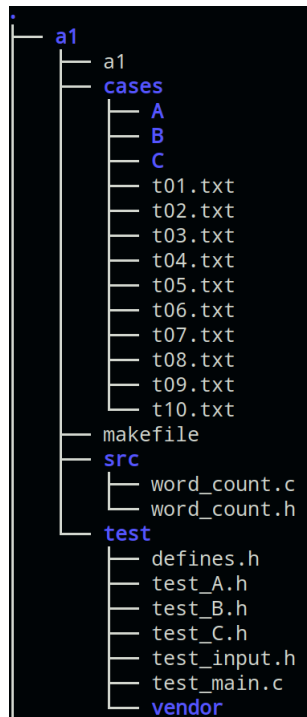 .
a1
a1
cases
A
B
C
t01.txt
t02.txt
t03.txt
t04.txt
t05.txt
t06.txt
t07.txt
t08.txt
t09.txt
t10.txt
makefile
src
word_count.c
word_count.h
test
defines.h
test_A.h
test_B.h
test_C.h
test_input.h
test_main.c
vendor